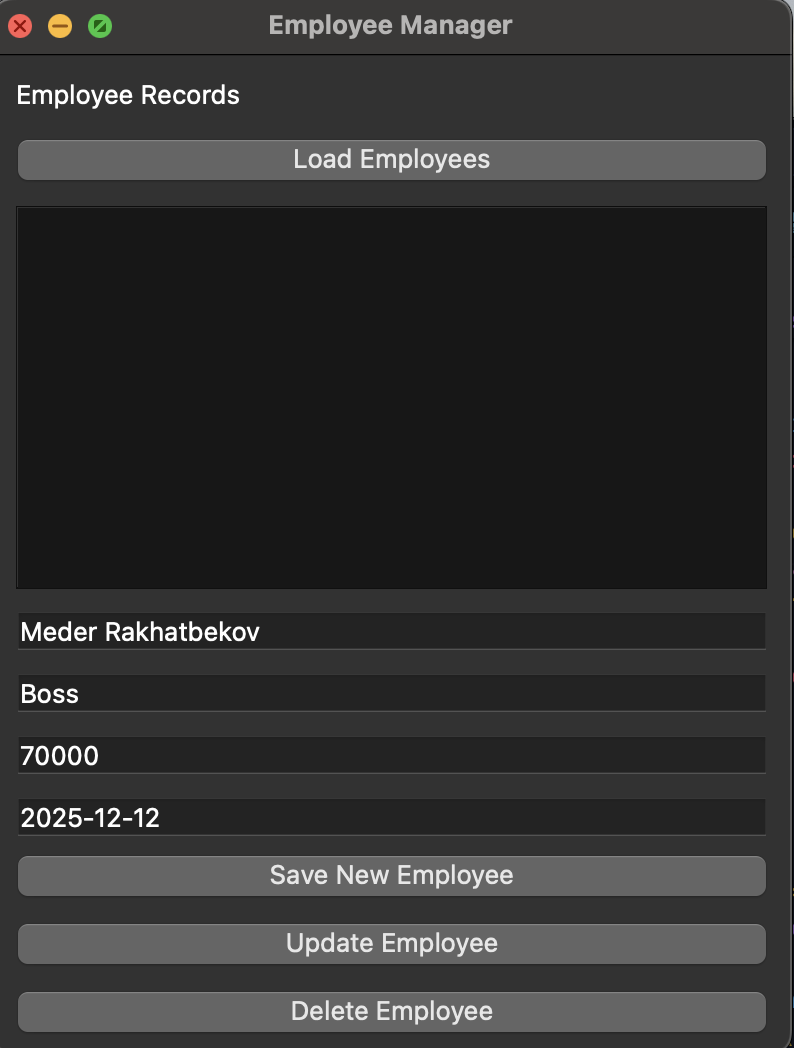 Employee Manager
Employee Records
Load Employees
Meder Rakhatbekov
Boss
70000
2025-12-12
Save New Employee
Update Employee
Delete Employee